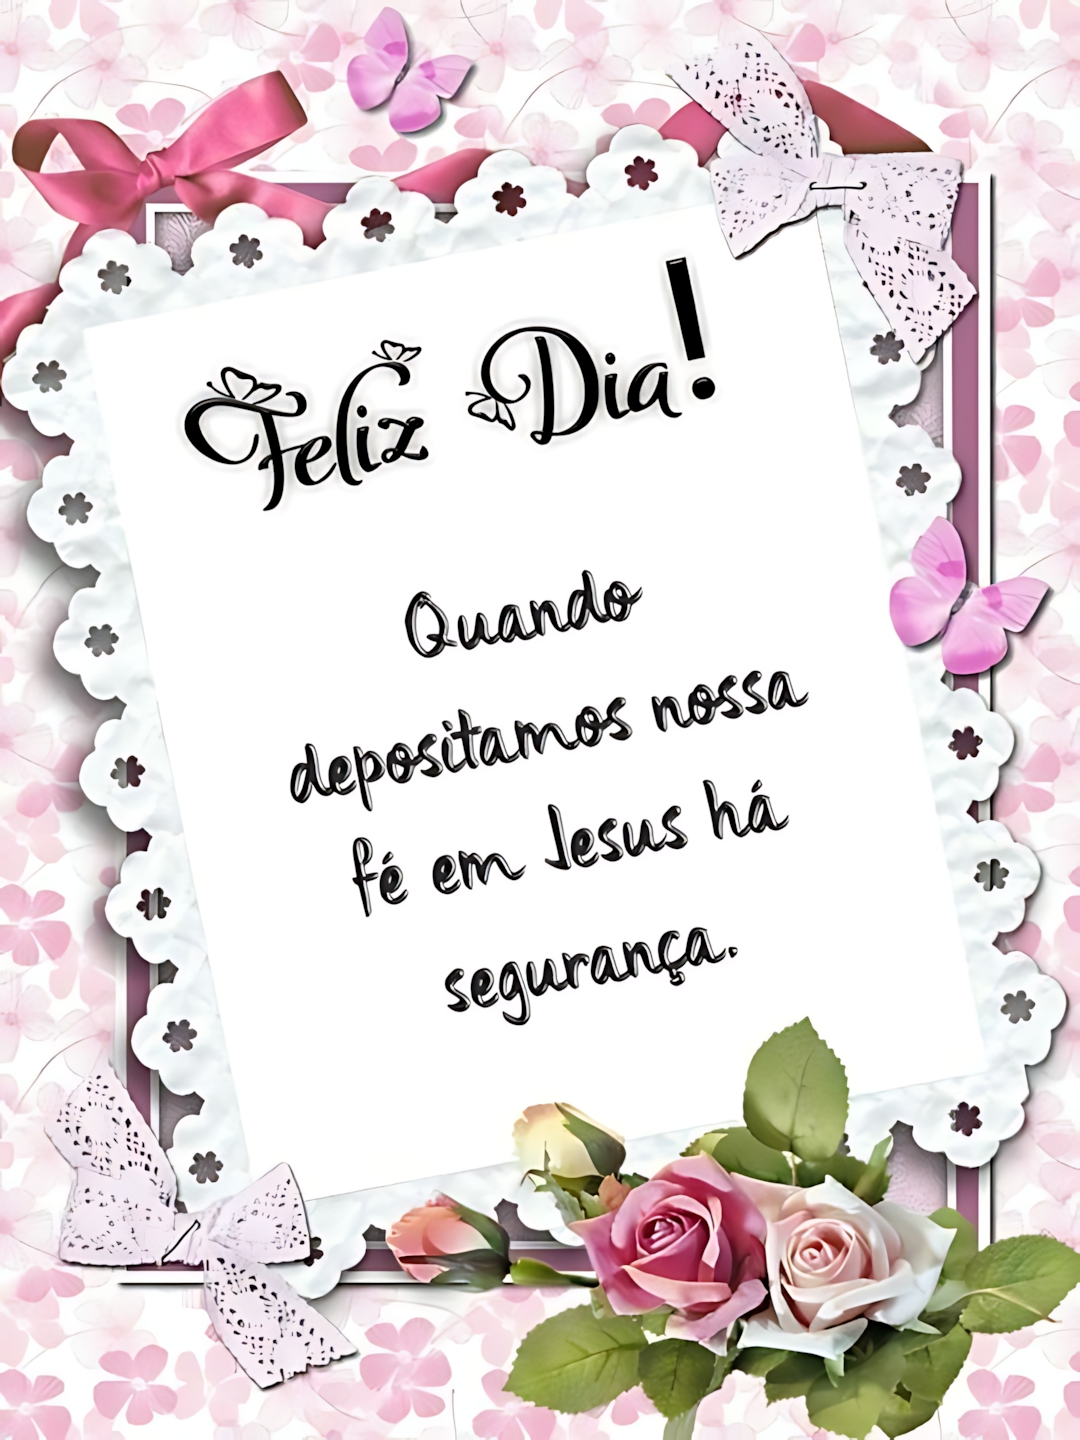 Feliz Dia!
Quando
depositamos nossa
fé em Jesus há
segurança.